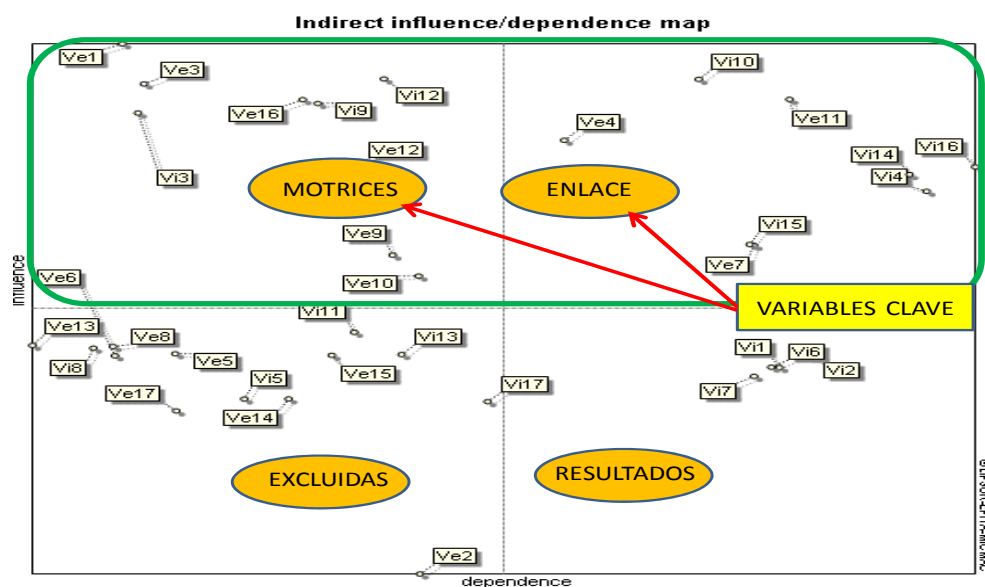 Indirect influence/dependence map
Ve1
Ve3
Vi10
Vi12
Ve16
Vi9
Ve11
Ve4
Ve12
Vi14
Vi16
Vi3
Vi4
MOTRICES
ENLACE
Ve9
Vi15
Ve10
Ve7
Ve6
influence
VARIABLES CLAVE
Vi11
Ve13
Ve8
Vi13
Vi1
Vi6
Vi8
Ve5
Ve15
Vi2
Ve17
Vi5
Vi17
Vi7
Ve14
EXCLUIDAS
RESULTADOS
Ve2
dependence